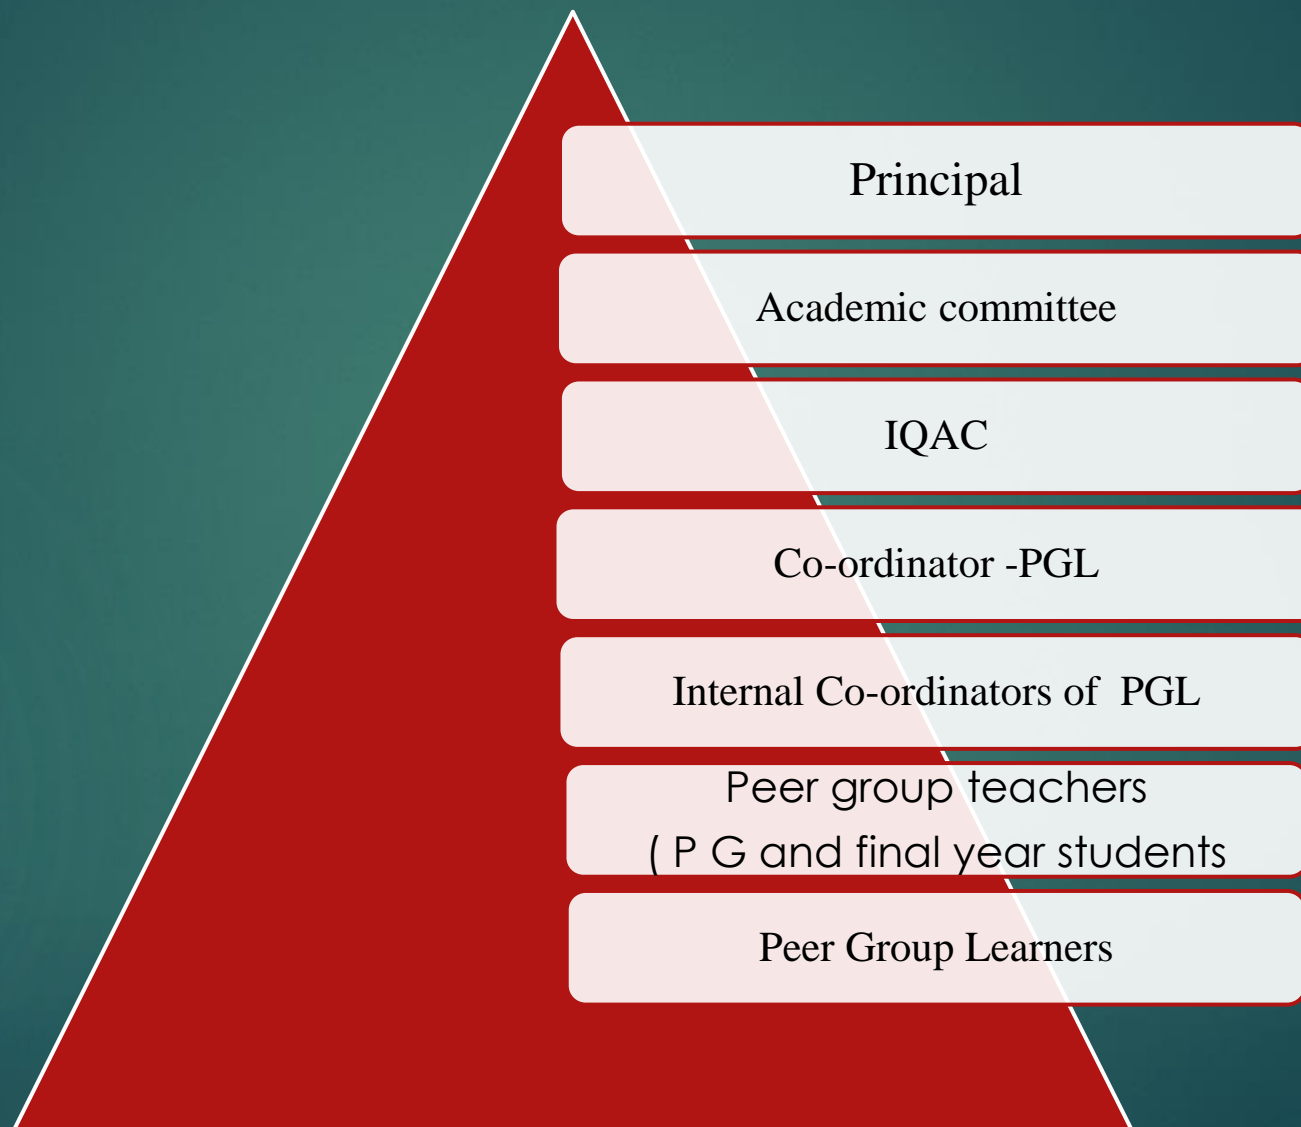 Principal
Academic committee
IQAC
Co-ordinator -PGL
Internal Co-ordinators of  PGL
Peer group teachers
( P G and final year students
Peer Group Learners